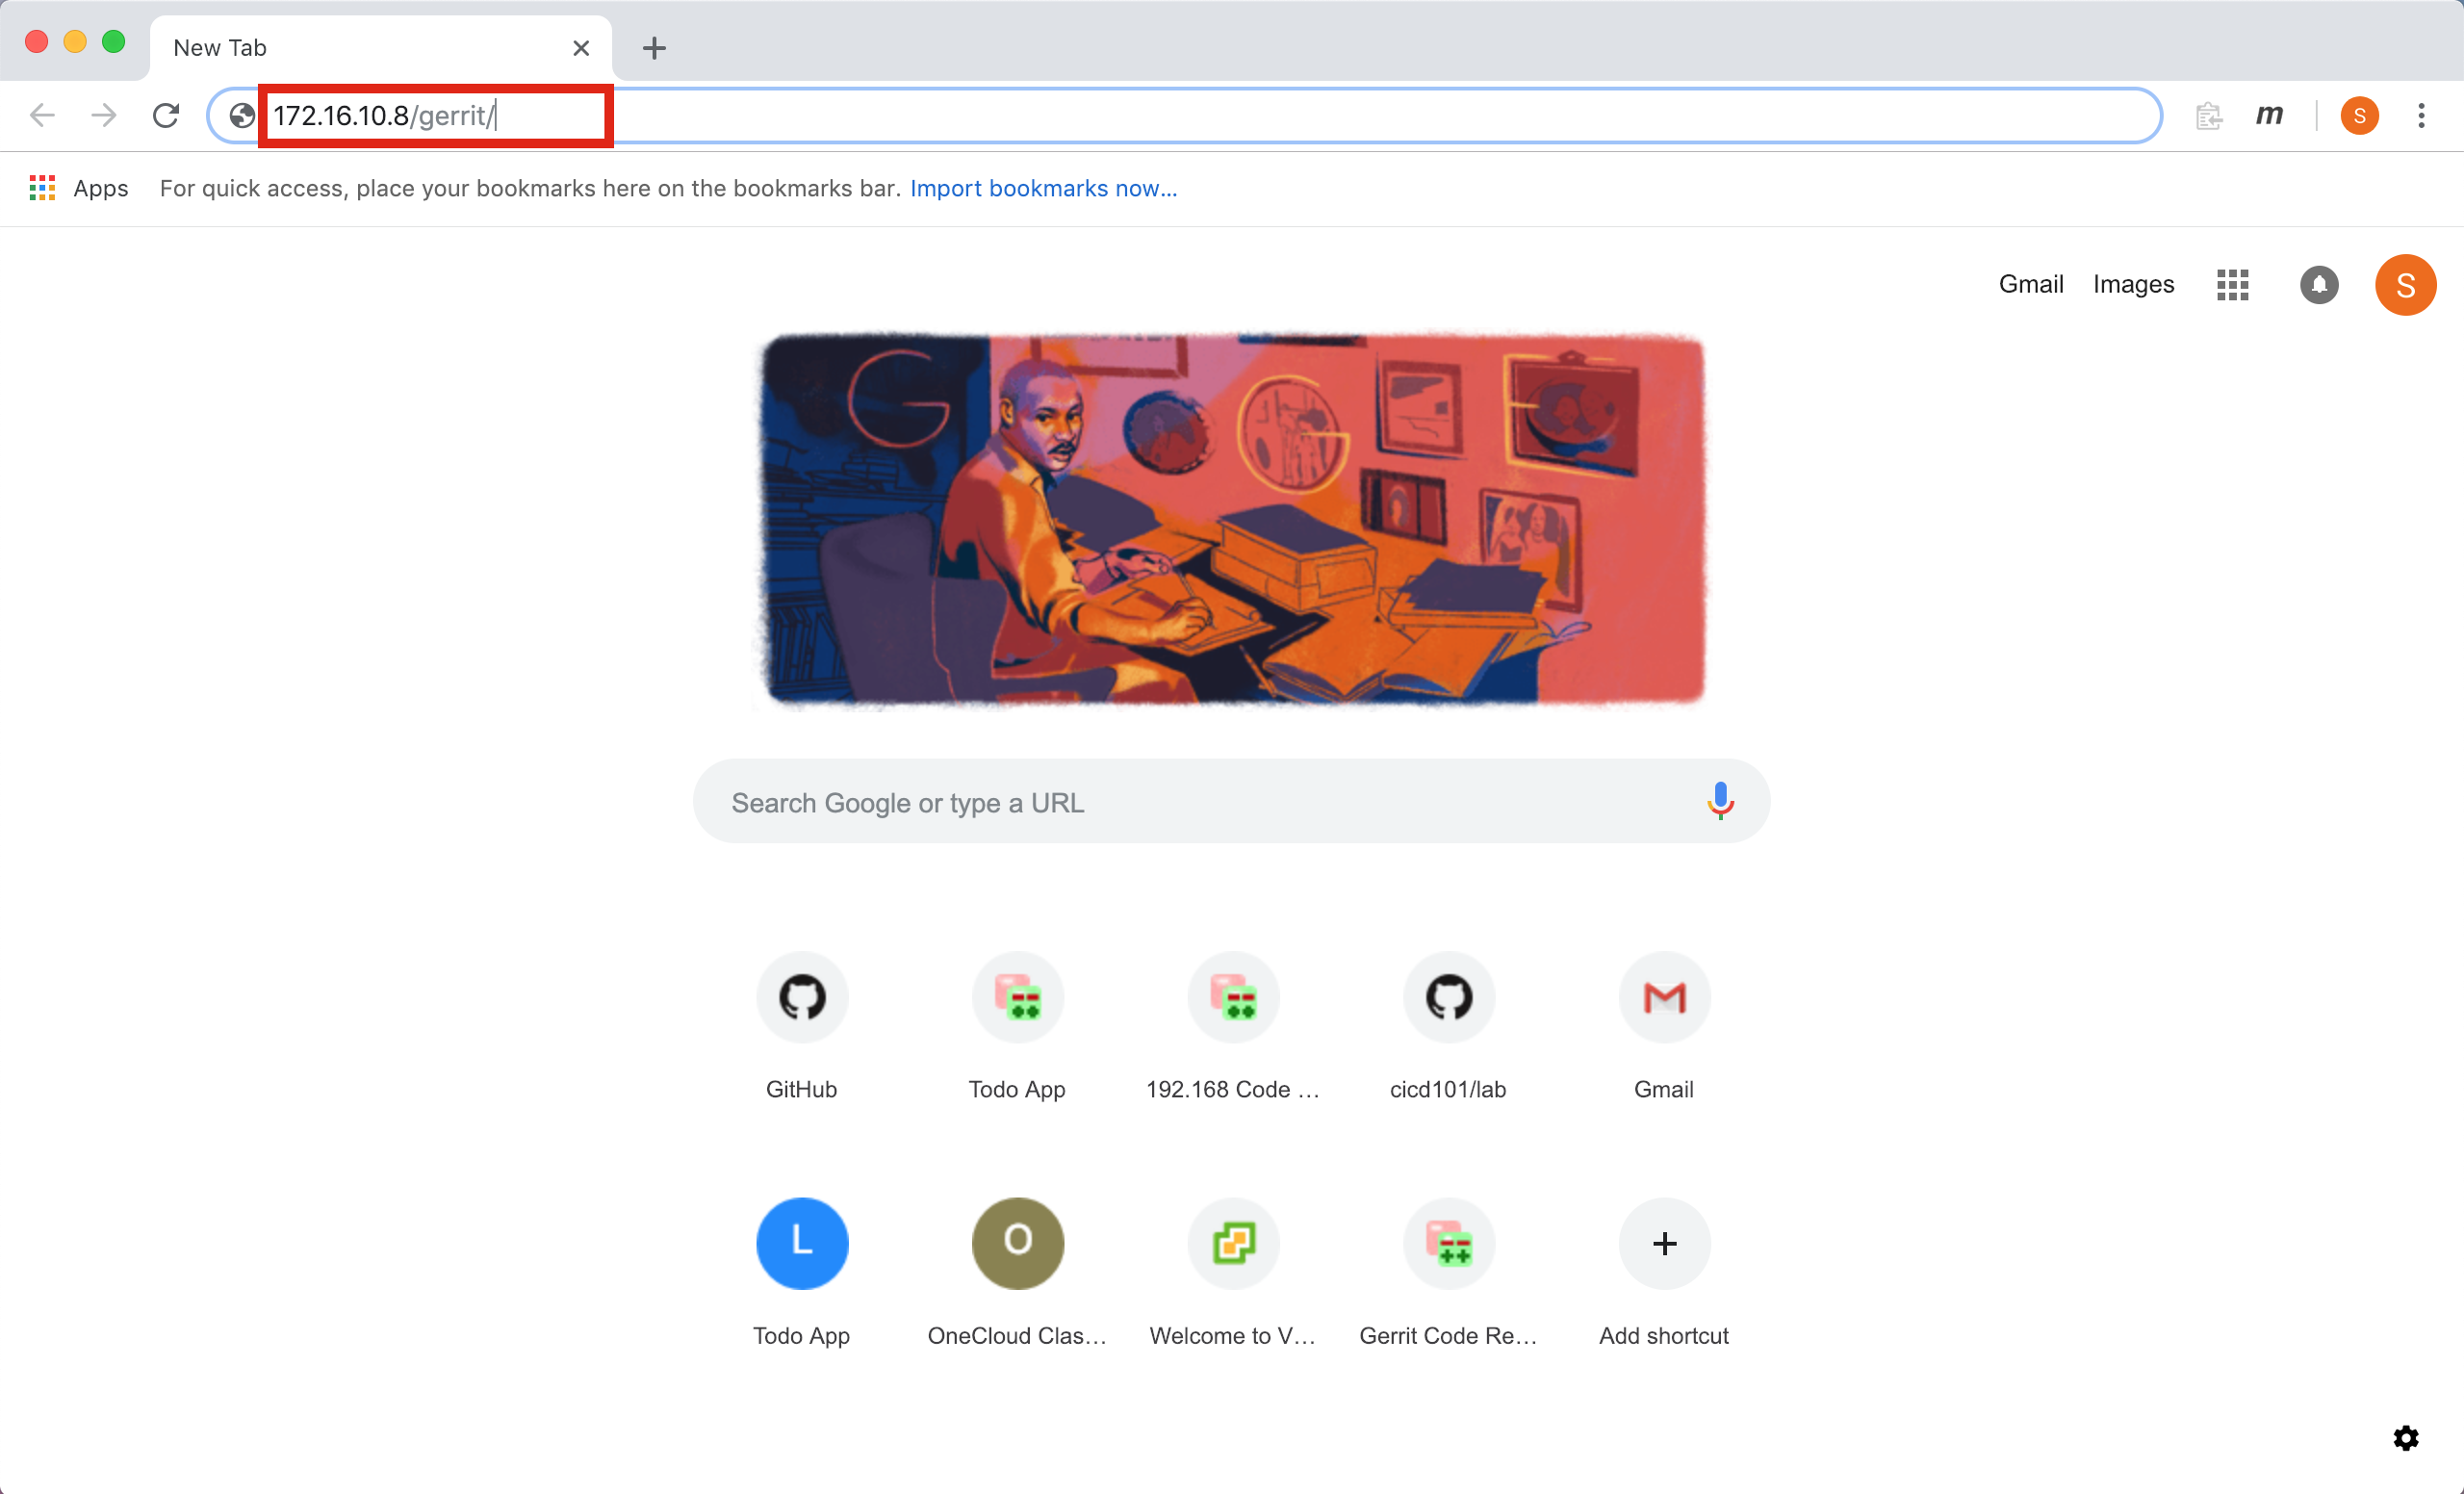 New Tab
172.16.10.8/gerrit/
m
S
Apps For quick access, place your bookmarks here on the bookmarks bar. Import bookmarks now...
Gmail Images
S
G G
Search Google or type a URL
GitHub Todo App 192.168 Code ... cicd101/lab Gmail
L O
Todo App OneCloud Clas... Welcome to V... Gerrit Code Re... Add shortcut